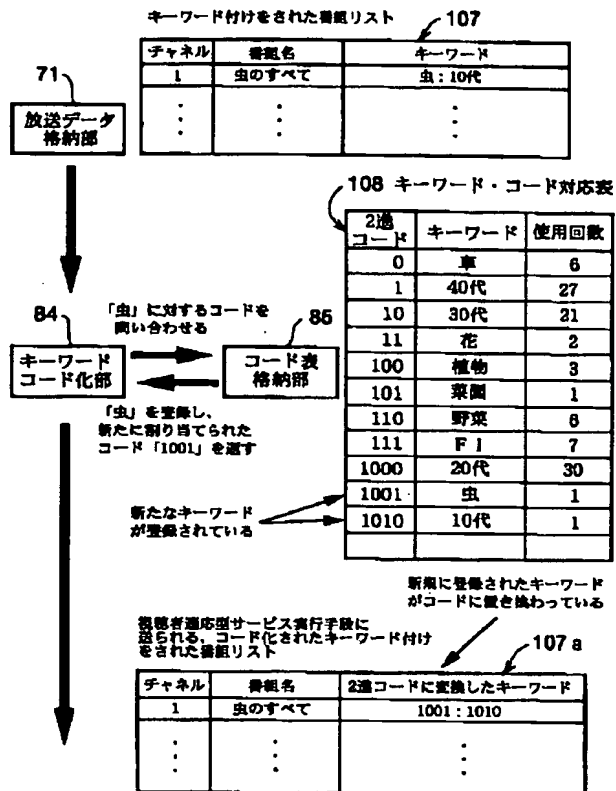 キーワード付けをされた番組リスト
107
チャネル 番組名 キーワード
1 虫のすべて 虫：10代
71
放送データ
格納部
108 キーワード・コード対応表
2進
コード キーワード 使用回数
0 車 6
1 40代 27
10 30代 21
11 花 2
100 植物 3
101 菜園 1
110 野菜 6
111 F1 7
1000 20代 30
1001 虫 1
1010 10代 1
84
「虫」に対するコードを
問い合わせる
85
キーワード
コード化部
コード表
格納部
「虫」を登録し、
新たに割り当てられた
コード「1001」を返す
新たなキーワード
が登録されている
新規に登録されたキーワード
がコードに置き換わっている
視聴者適応型サービス実行手段に
送られる、コード化されたキーワード付け
をされた番組リスト
107a
チャネル 番組名 2進コードに変換したキーワード
1 虫のすべて 1001：1010